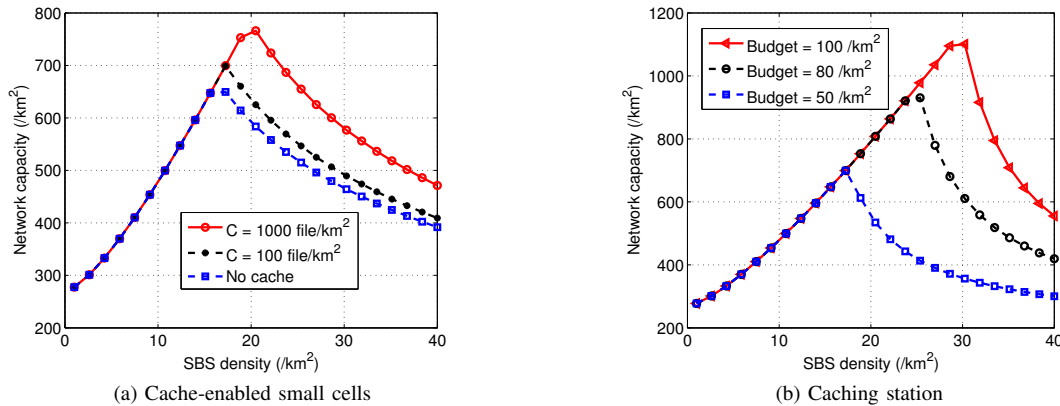 800
700
600
500
400
300
200
Network capacity (/km²)
C = 1000 file/km²
C = 100 file/km²
No cache
0 10 20 30 40
SBS density (/km²)
(a) Cache-enabled small cells
1200
1000
800
600
400
200
Network capacity (/km²)
Budget = 100 /km²
Budget = 80 /km²
Budget = 50 /km²
0 10 20 30 40
SBS density (/km²)
(b) Caching station